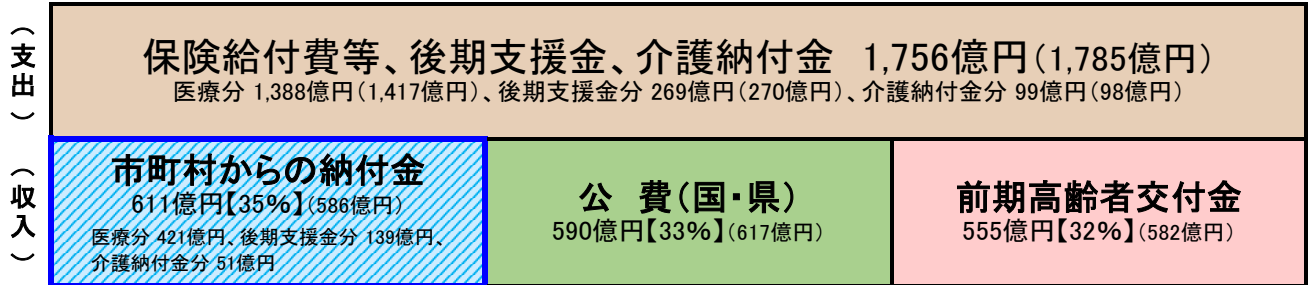 （支出）
保険給付費等、後期支援金、介護納付金　1,756億円（1,785億円）
医療分 1,388億円（1,417億円）、後期支援金分 269億円（270億円）、介護納付金分 99億円（98億円）
（収入）
市町村からの納付金
611億円【35%】（586億円）
医療分 421億円、後期支援金分 139億円、
介護納付金分 51億円
公　費（国・県）
590億円【33%】（617億円）
前期高齢者交付金
555億円【32%】（582億円）